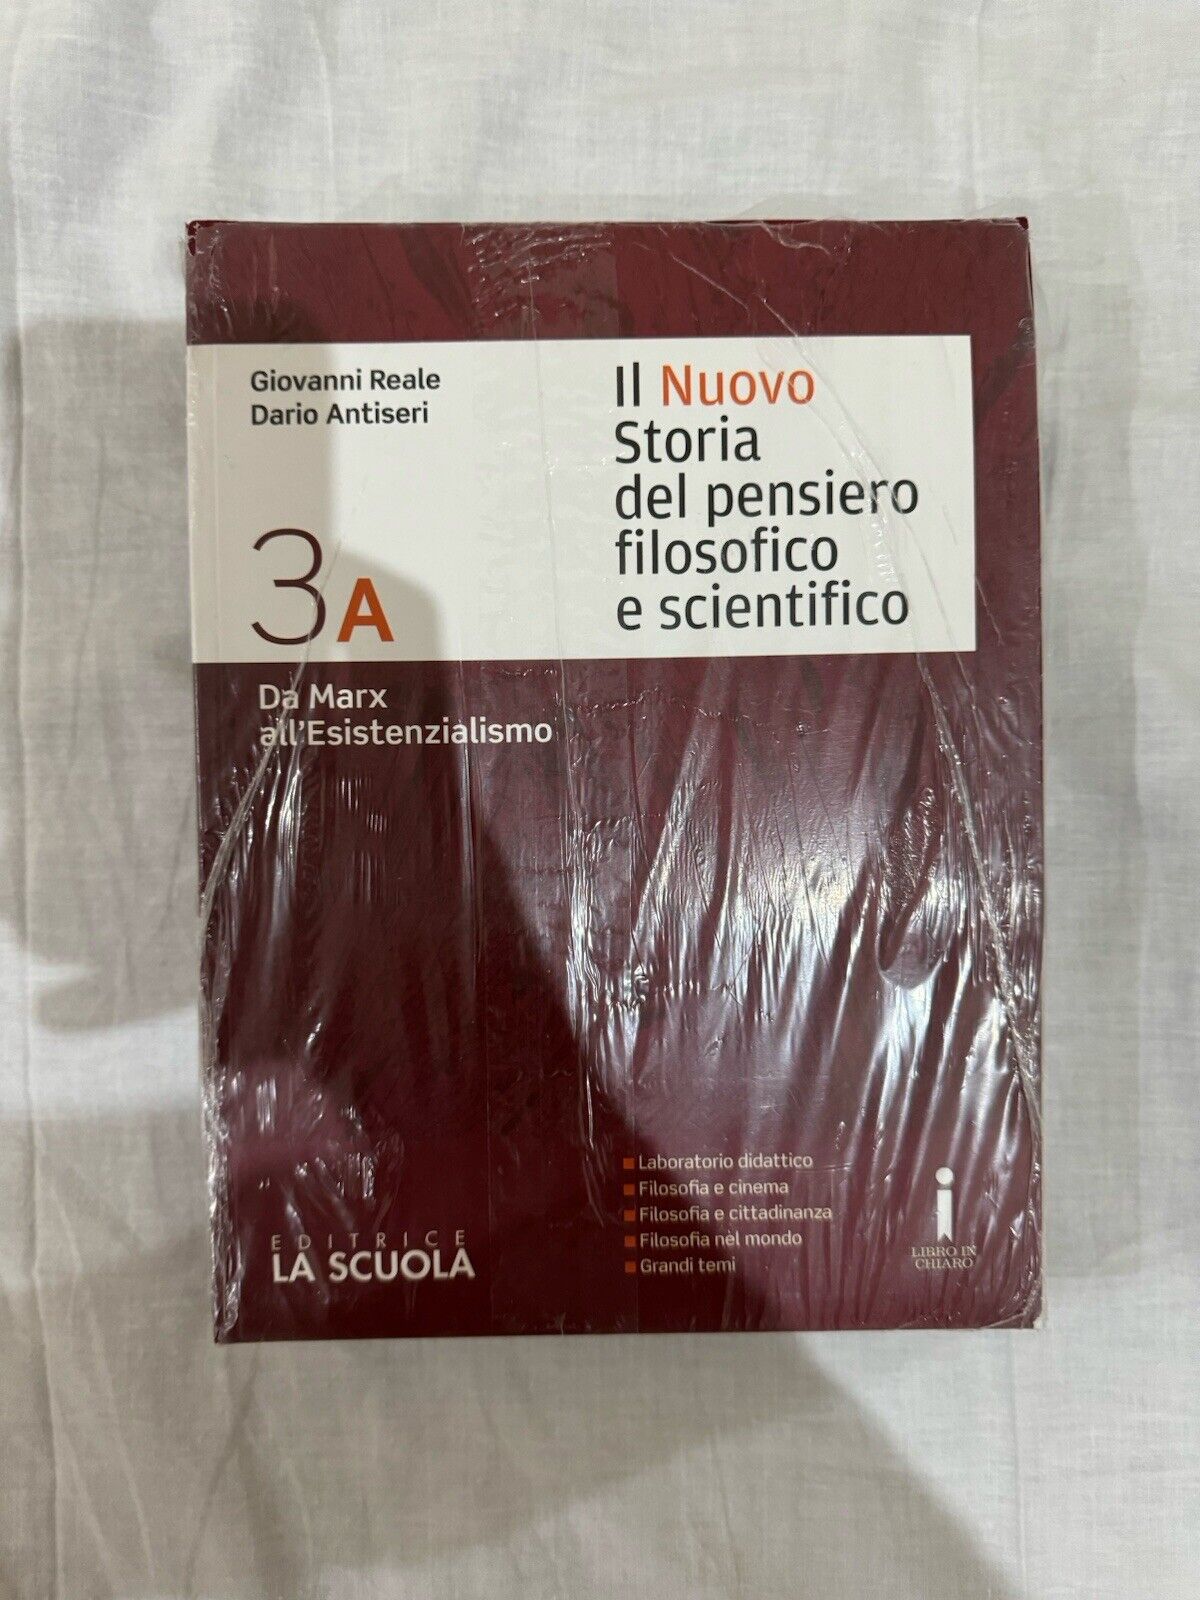 Giovanni Reale
Dario Antiseri
3A
Il Nuovo
Storia
del pensiero
filosofico
e scientifico
Da Marx
all'Esistenzialismo
Laboratorio didattico
Filosofia e cinema
Filosofia e cittadinanza
Filosofia nel mondo
Grandi temi
EDITRICE
LA SCUOLA
i
LIBRO IN
CHIARO